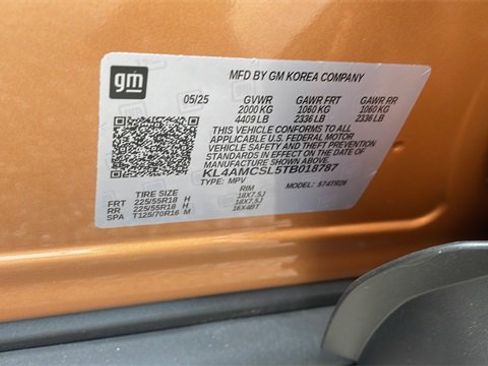 gm
MFD BY GM KOREA COMPANY
05/25 GVWR GAWR FRT GAWR RR
2000 KG 1060 KG 1060 KG
4409 LB 2336 LB 2336 LB
THIS VEHICLE CONFORMS TO ALL
APPLICABLE U.S. FEDERAL MOTOR
VEHICLE SAFETY, BUMPER, AND
THEFT PREVENTION STANDARDS
IN EFFECT ON THE DATE OF
MANUFACTURE SHOWN ABOVE.
KL4AMCSL5TB018787
TYPE: MPV MODEL:
TIRE SIZE RIM
FRT 225/55R18 H 18X7.5J
RR 225/55R18 H 18X7.5J
SPA T125/70R16 M 16X4BT